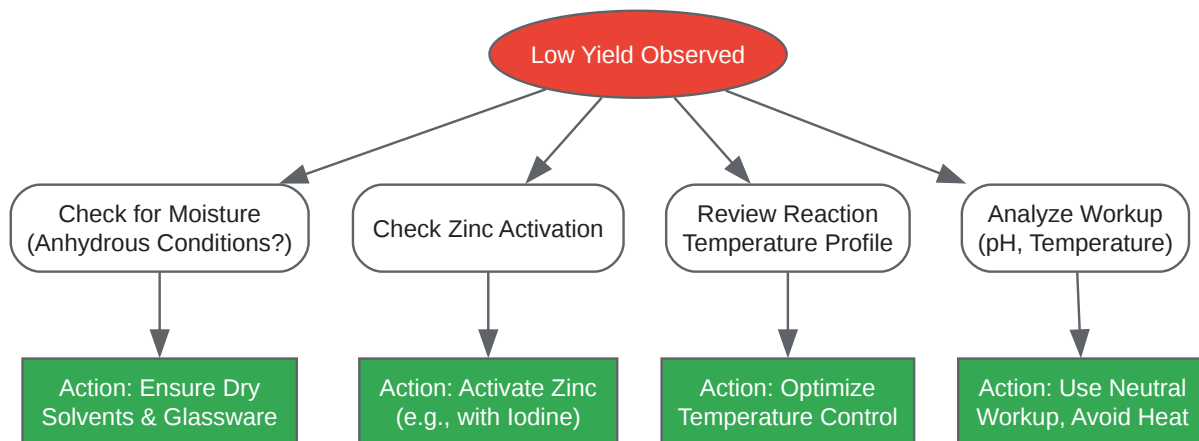 Low Yield Observed
Check for Moisture
(Anhydrous Conditions?)
Check Zinc Activation
Review Reaction
Temperature Profile
Analyze Workup
(pH, Temperature)
Action: Ensure Dry
Solvents & Glassware
Action: Activate Zinc
(e.g., with Iodine)
Action: Optimize
Temperature Control
Action: Use Neutral
Workup, Avoid Heat